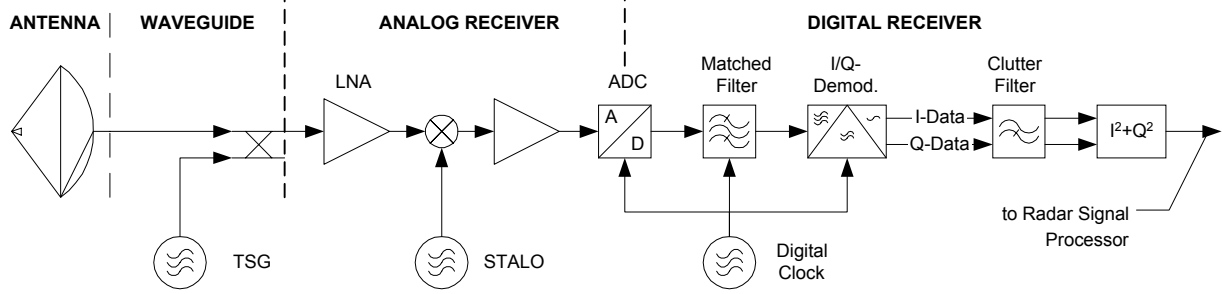 ANTENNA
WAVEGUIDE
ANALOG RECEIVER
DIGITAL RECEIVER
LNA
ADC
Matched
Filter
I/Q-
Demod.
Clutter
Filter
A
D
I-Data
Q-Data
I²+Q²
TSG
STALO
Digital
Clock
to Radar Signal
Processor